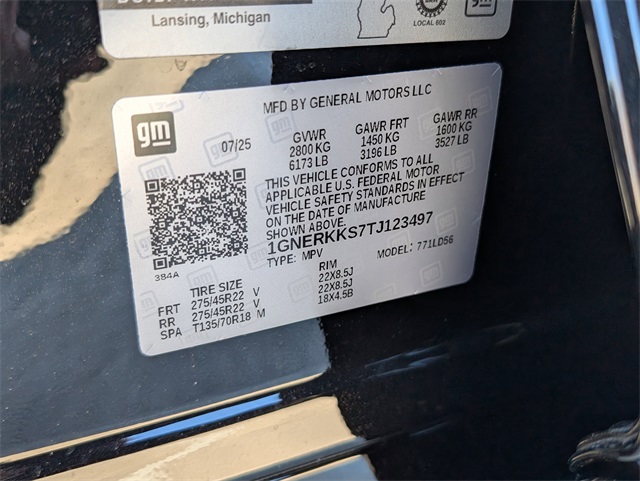 Lansing, Michigan
LOCAL 602
gm
MFD BY GENERAL MOTORS LLC
gm
07/25
GVWR GAWR FRT GAWR RR
2800 KG 1450 KG 1600 KG
6173 LB 3196 LB 3527 LB
THIS VEHICLE CONFORMS TO ALL
APPLICABLE U.S. FEDERAL MOTOR
VEHICLE SAFETY STANDARDS IN EFFECT
ON THE DATE OF MANUFACTURE
SHOWN ABOVE.
1GNERKKS7TJ123497
TYPE: MPV MODEL: 771LD56
384A
TIRE SIZE RIM
FRT 275/45R22 V 22X8.5J
RR 275/45R22 V 22X8.5J
SPA T135/70R18 M 18X4.5B